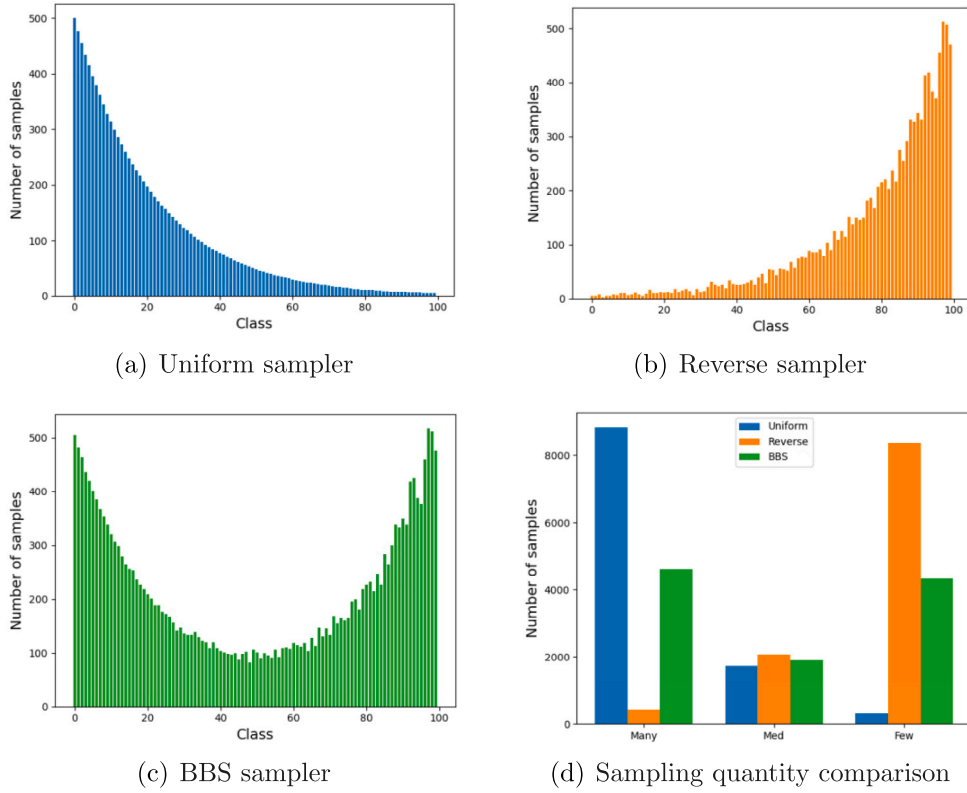 500
400
300
200
100
0
Number of samples
0 20 40 60 80 100
Class
(a) Uniform sampler
500
400
300
200
100
0
Number of samples
0 20 40 60 80 100
Class
(b) Reverse sampler
500
400
300
200
100
0
Number of samples
0 20 40 60 80 100
Class
(c) BBS sampler
8000
6000
4000
2000
0
Number of samples
Uniform
Reverse
BBS
Many Med Few
(d) Sampling quantity comparison